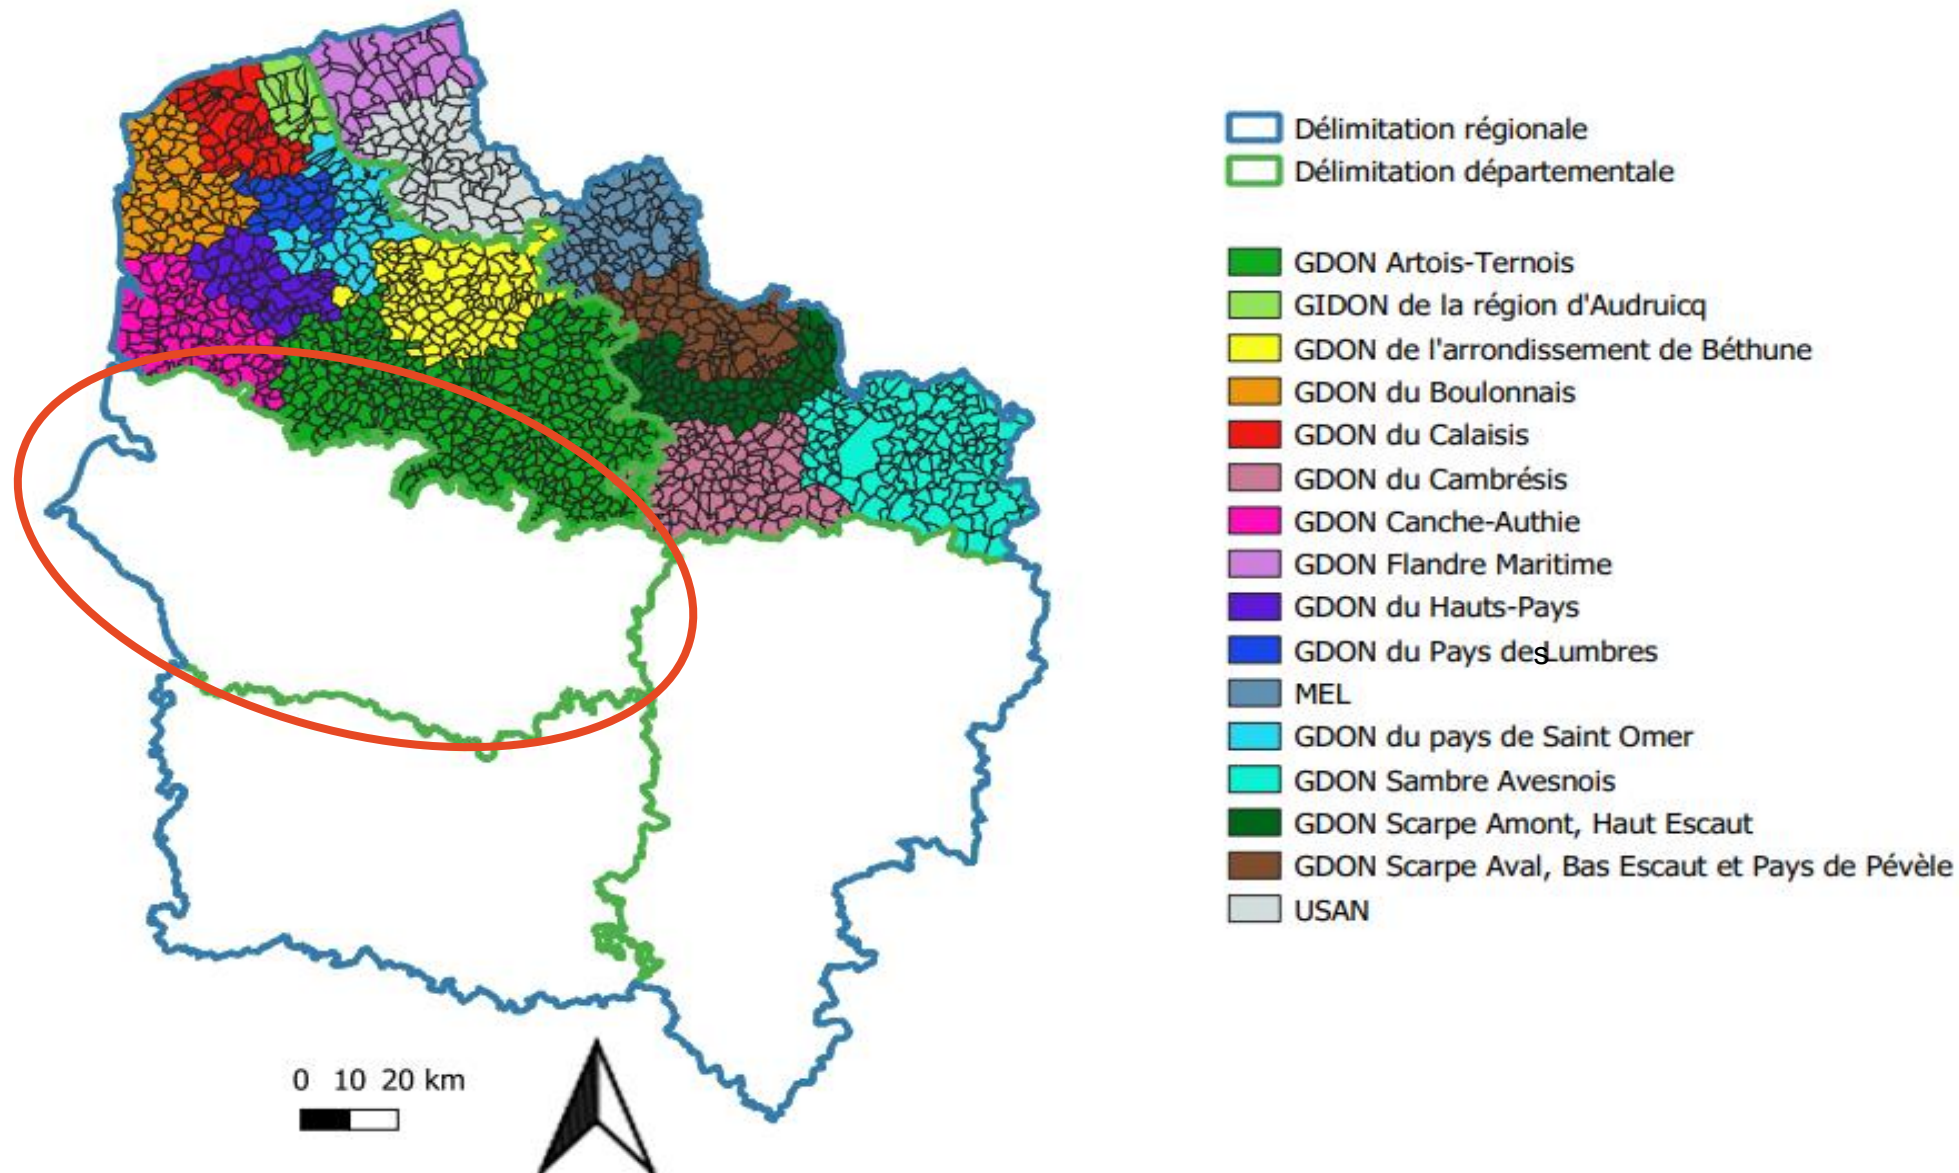 Délimitation régionale
Délimitation départementale
GDON Artois-Ternois
GIDON de la région d'Audruicq
GDON de l'arrondissement de Béthune
GDON du Boulonnais
GDON du Calaisis
GDON du Cambrésis
GDON Canche-Authie
GDON Flandre Maritime
GDON du Hauts-Pays
GDON du Pays des Lumbres
MEL
GDON du pays de Saint Omer
GDON Sambre Avesnois
GDON Scarpe Amont, Haut Escaut
GDON Scarpe Aval, Bas Escaut et Pays de Pévèle
USAN
0 10 20 km